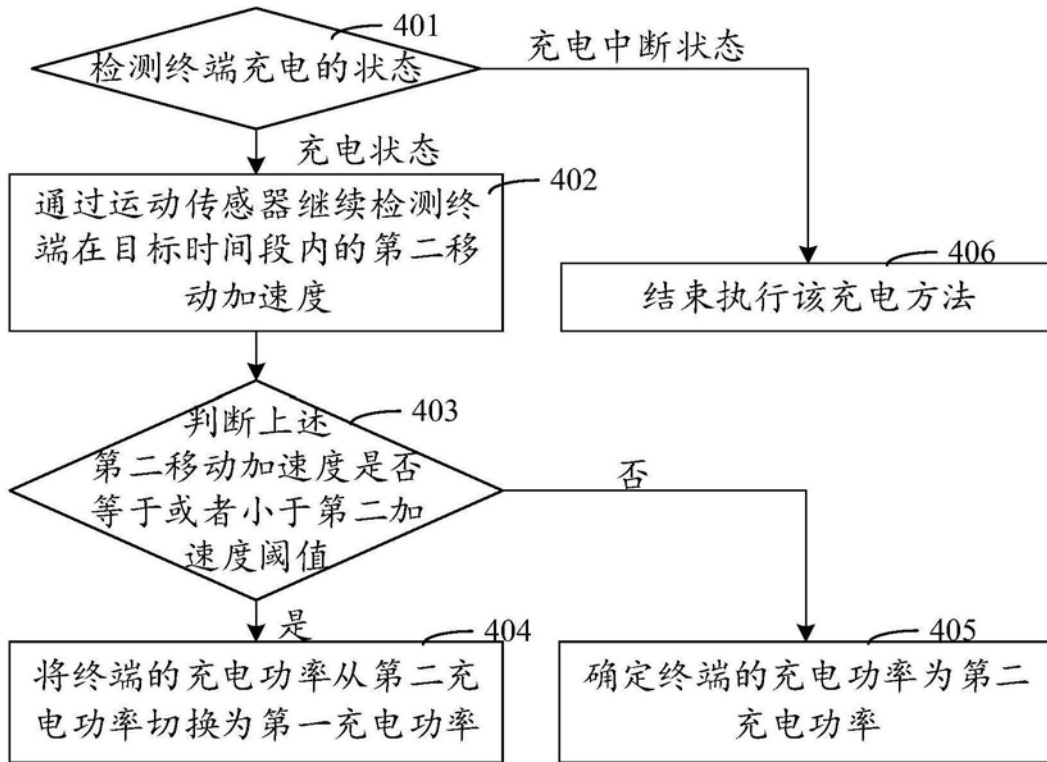 401
检测终端充电的状态
充电中断状态
充电状态
402
通过运动传感器继续检测终
端在目标时间段内的第二移
动加速度
406
结束执行该充电方法
403
判断上述
第二移动加速度是否
等于或者小于第二加
速度阈值
否
是
404
将终端的充电功率从第二充
电功率切换为第一充电功率
405
确定终端的充电功率为第二
充电功率